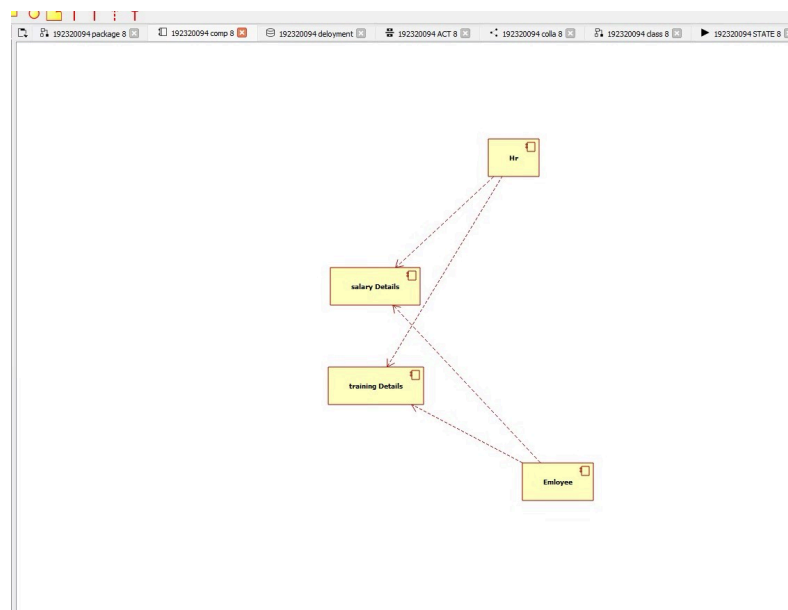 192320094 package 8
192320094 comp 8
192320094 deloyment
192320094 ACT 8
192320094 colla 8
192320094 class 8
192320094 STATE 8
Hr
salary Details
training Details
Emloyee